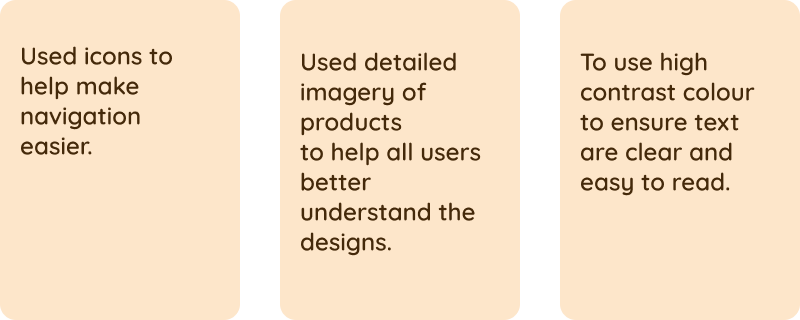 Used icons to
help make
navigation
easier.
Used detailed
imagery of
products
to help all users
better
understand the
designs.
To use high
contrast colour
to ensure text
are clear and
easy to read.